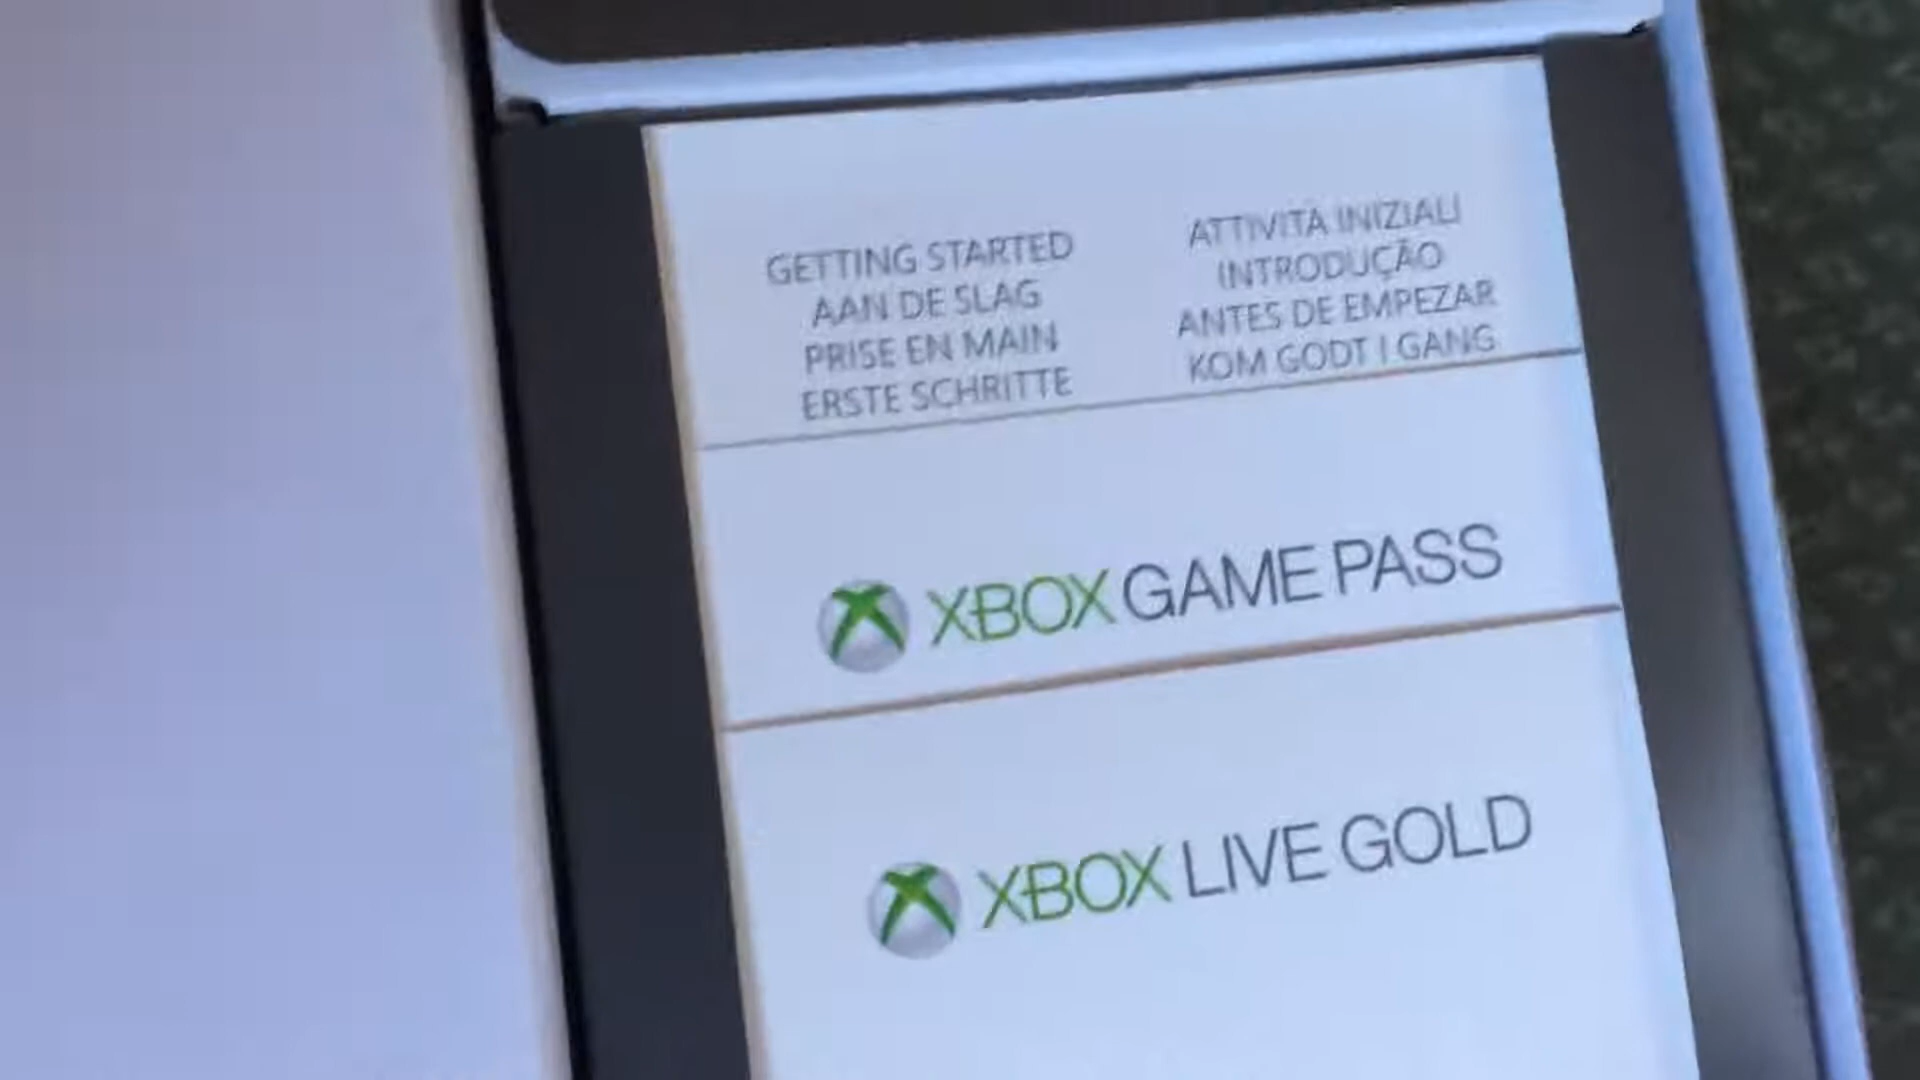 GETTING STARTED
AAN DE SLAG
PRISE EN MAIN
ERSTE SCHRITTE
ATTIVITÀ INIZIALI
INTRODUÇÃO
ANTES DE EMPEZAR
KOM GODT I GANG
XBOX GAME PASS
XBOX LIVE GOLD